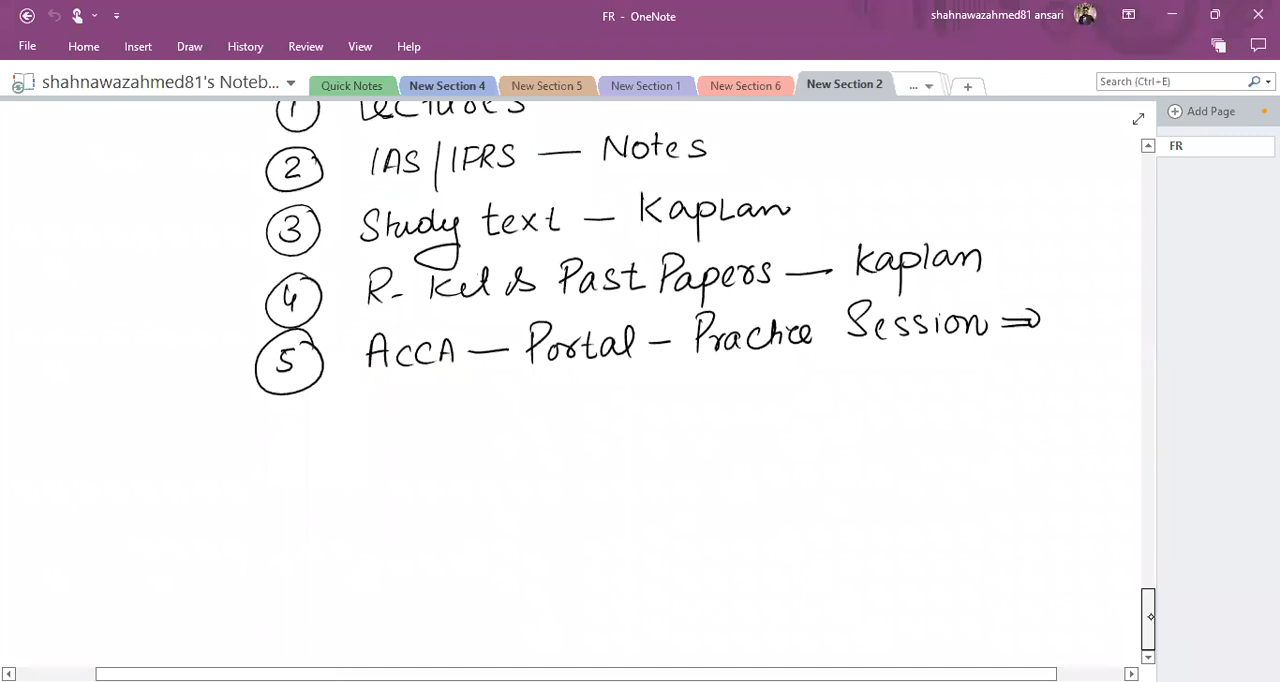 FR - OneNote
shahnawazahmed81 ansari
File Home Insert Draw History Review View Help
shahnawazahmed81's Noteb... Quick Notes New Section 4 New Section 5 New Section 1 New Section 6 New Section 2 ... Search (Ctrl+E)
Add Page
FR
1 Lectures
2 IAS/IFRS — Notes
3 Study text — Kaplan
4 R- Kit & Past Papers — Kaplan
5 ACCA — Portal — Practice Session ⇒